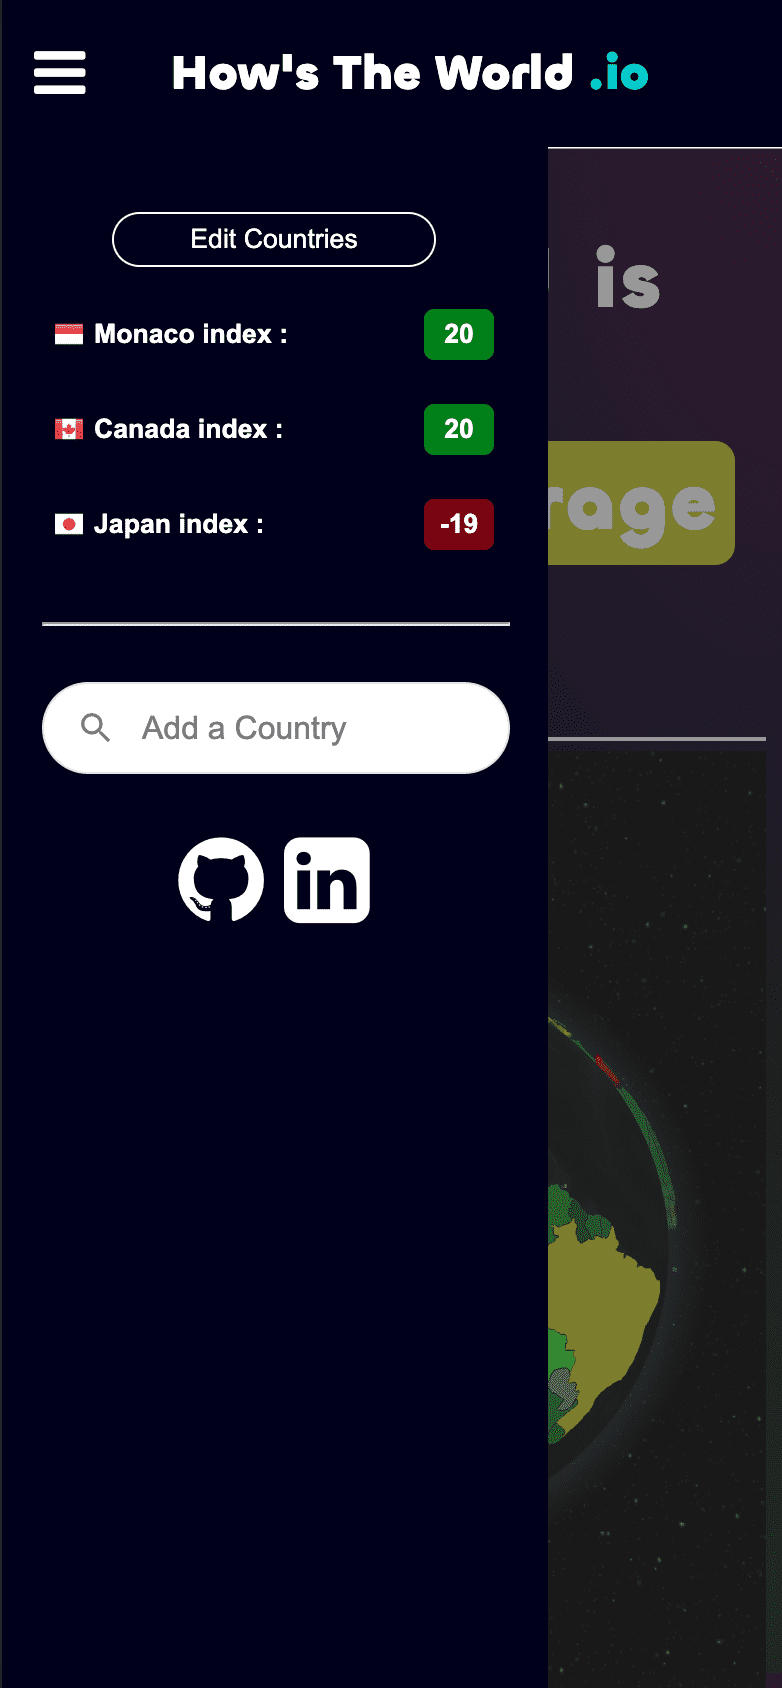 How's The World .io
Edit Countries
Monaco index : 20
Canada index : 20
Japan index : -19
Add a Country
in
is
rage